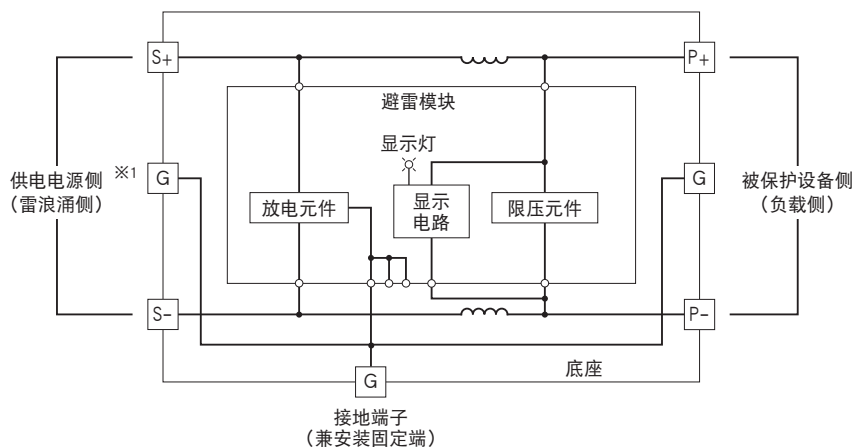 S+
P+
避雷模块
显示灯
供电电源侧
（雷浪涌侧）
※1
G
放电元件
显示
电路
限压元件
G
被保护设备侧
（负载侧）
S-
P-
G
底座
接地端子
（兼安装固定端）